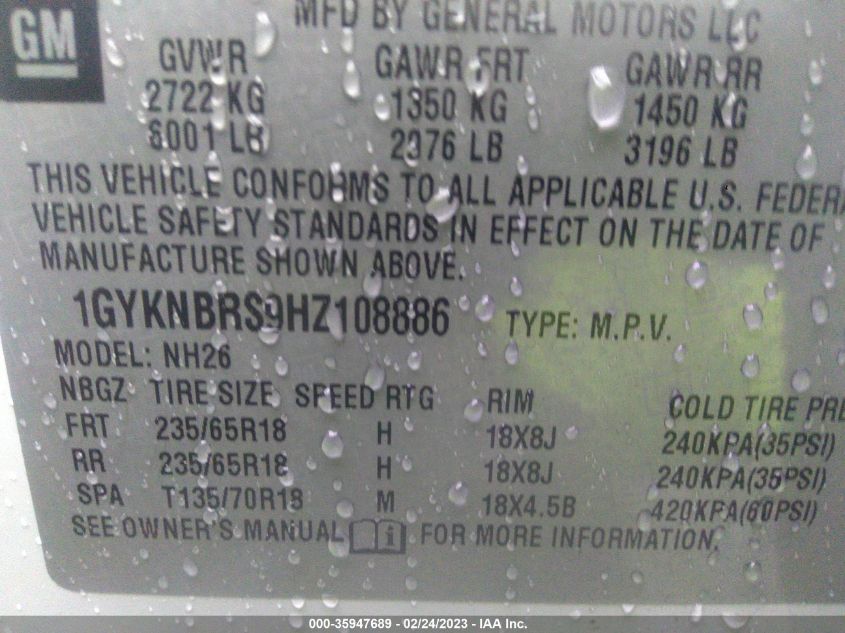 GM
MFD BY GENERAL MOTORS LLC
GVWR GAWR FRT GAWR RR
2722 KG 1350 KG 1450 KG
6001 LB 2976 LB 3196 LB
THIS VEHICLE CONFORMS TO ALL APPLICABLE U.S. FEDERA
VEHICLE SAFETY STANDARDS IN EFFECT ON THE DATE OF
MANUFACTURE SHOWN ABOVE.
1GYKNBRS9HZ108886 TYPE: M.P.V.
MODEL: NH26
NBGZ TIRE SIZE SPEED RTG RIM COLD TIRE PRE
FRT 235/65R18 H 18X8J 240KPA(35PSI)
RR 235/65R18 H 18X8J 240KPA(35PSI)
SPA T135/70R18 M 18X4.5B 420KPA(60PSI)
SEE OWNER'S MANUAL i FOR MORE INFORMATION.
000-35947689 - 02/24/2023 - IAA Inc.